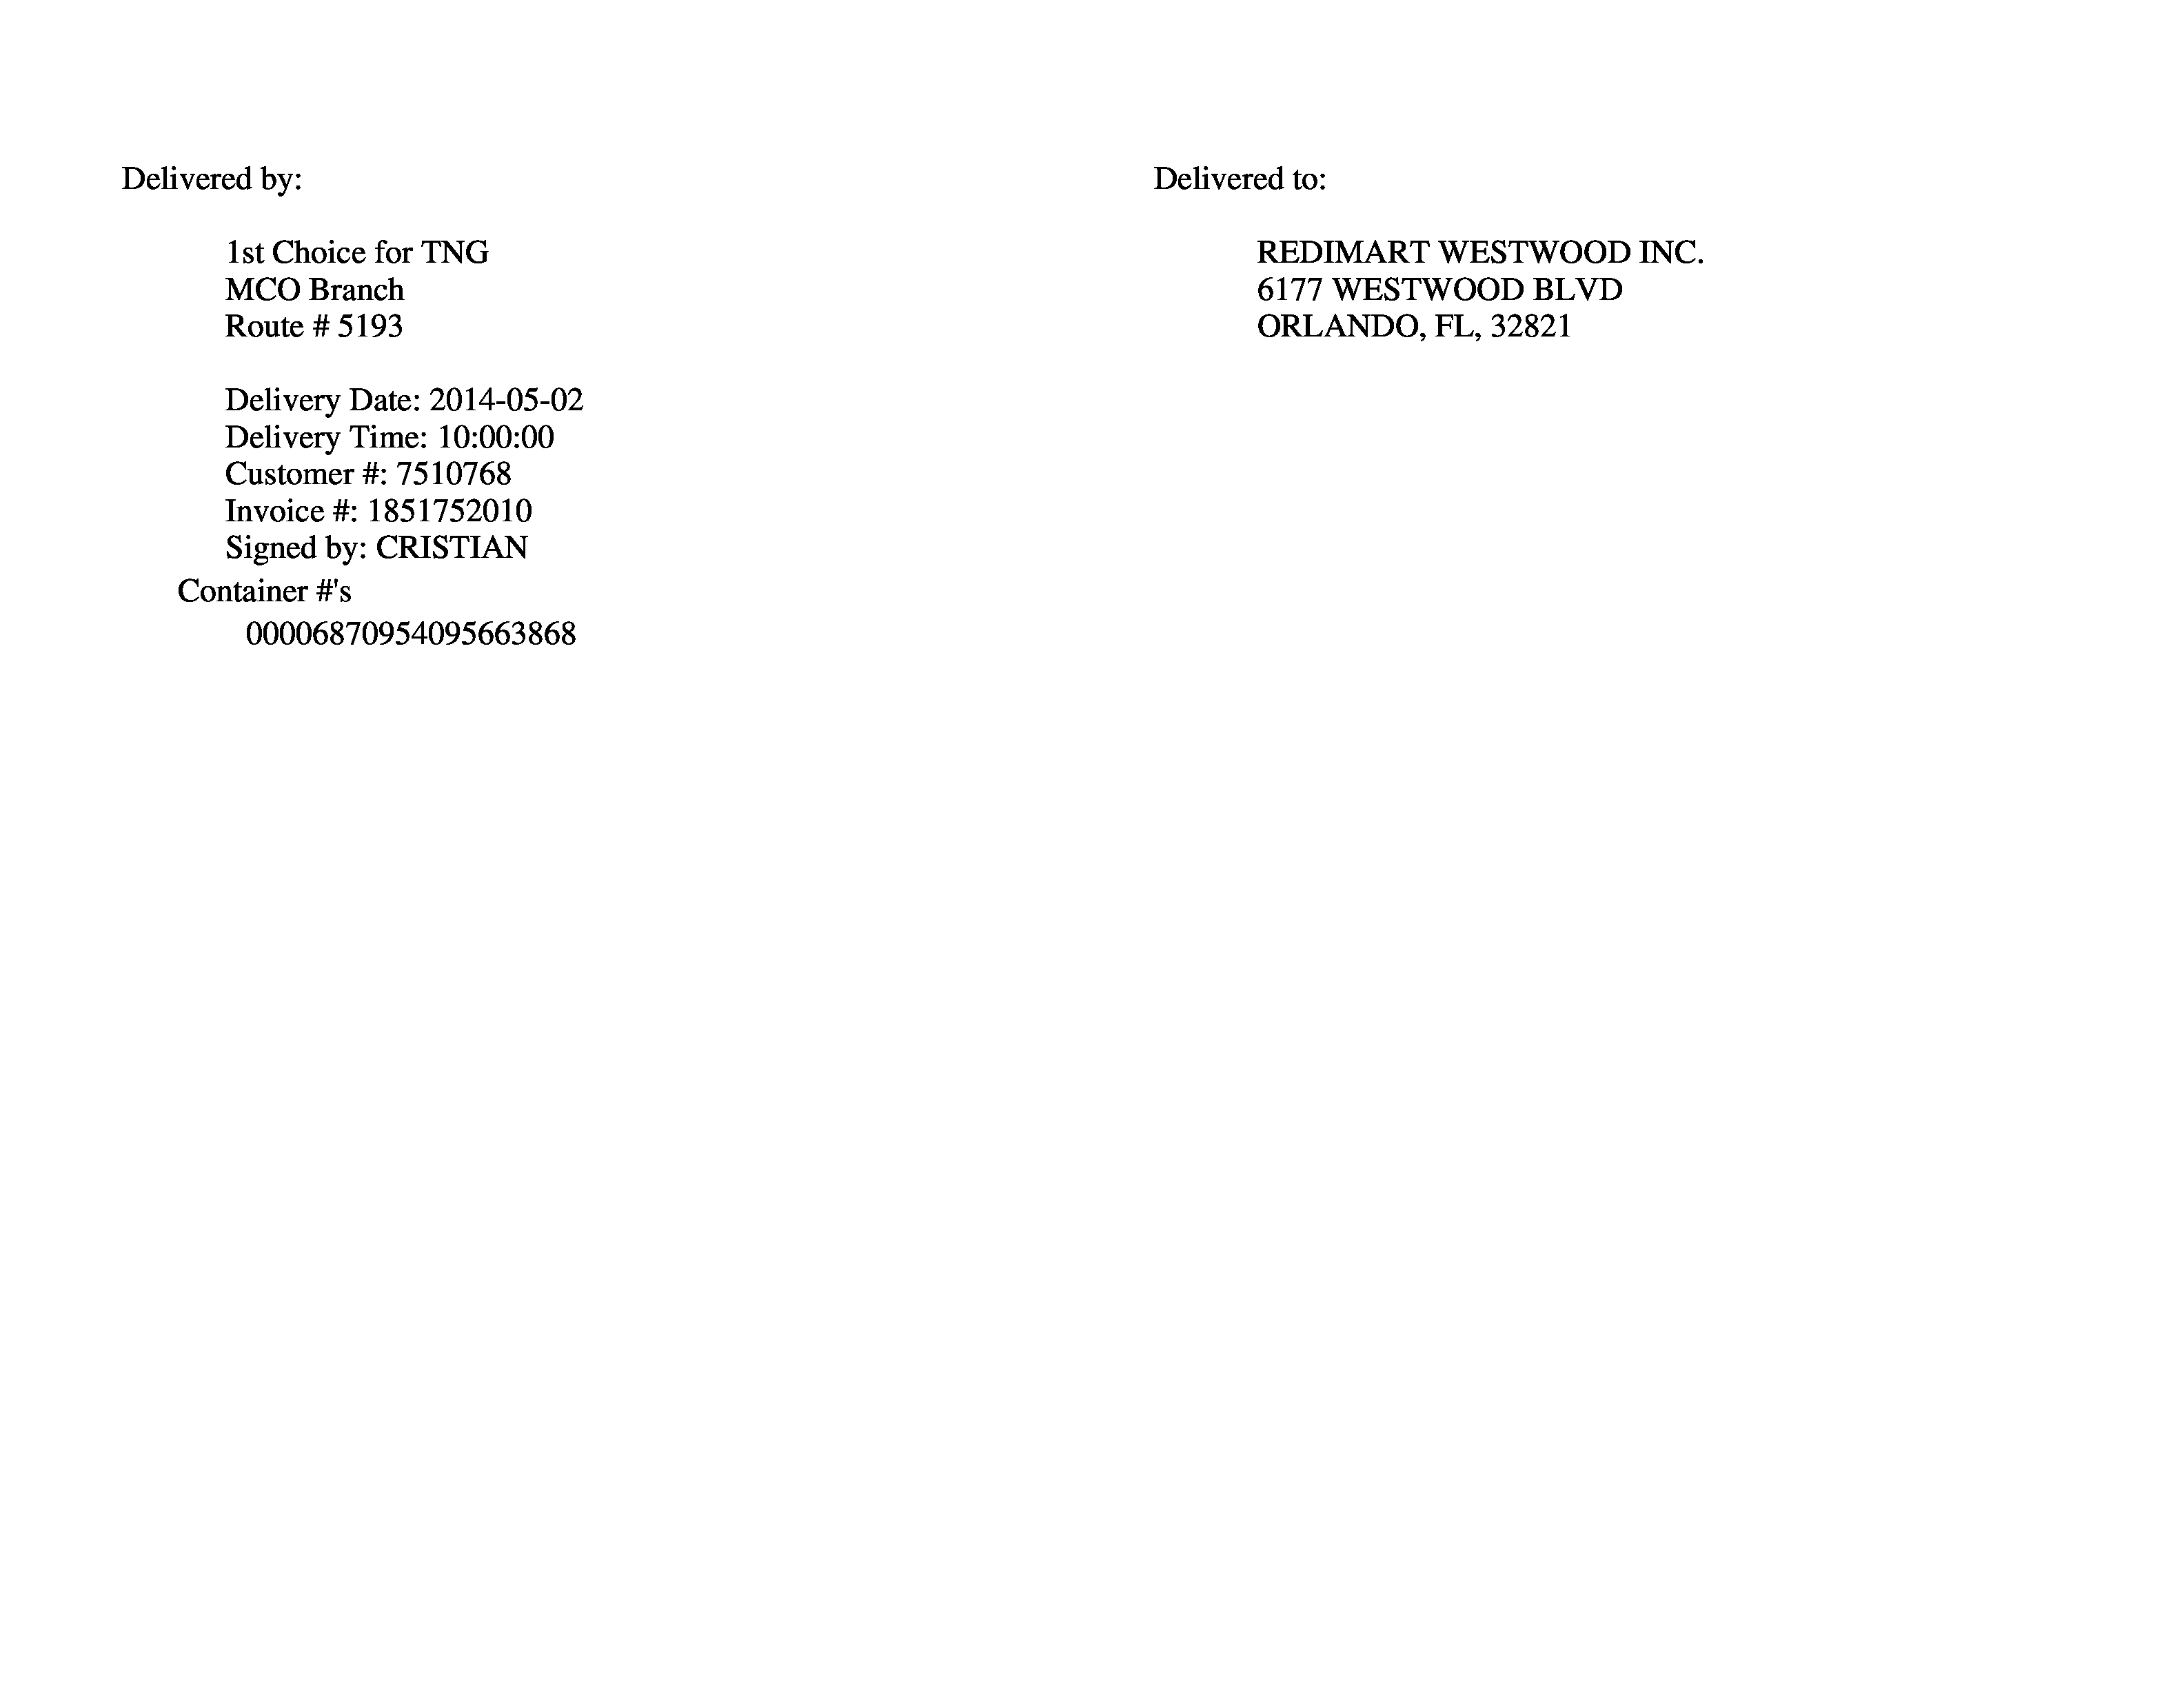 Delivered by:
1st Choice for TNG
MCO Branch
Route # 5193
Delivery Date: 2014-05-02
Delivery Time: 10:00:00
Customer #: 7510768
Invoice #: 1851752010
Signed by: CRISTIAN
Container #'s
00006870954095663868
Delivered to:
REDIMART WESTWOOD INC.
6177 WESTWOOD BLVD
ORLANDO, FL, 32821